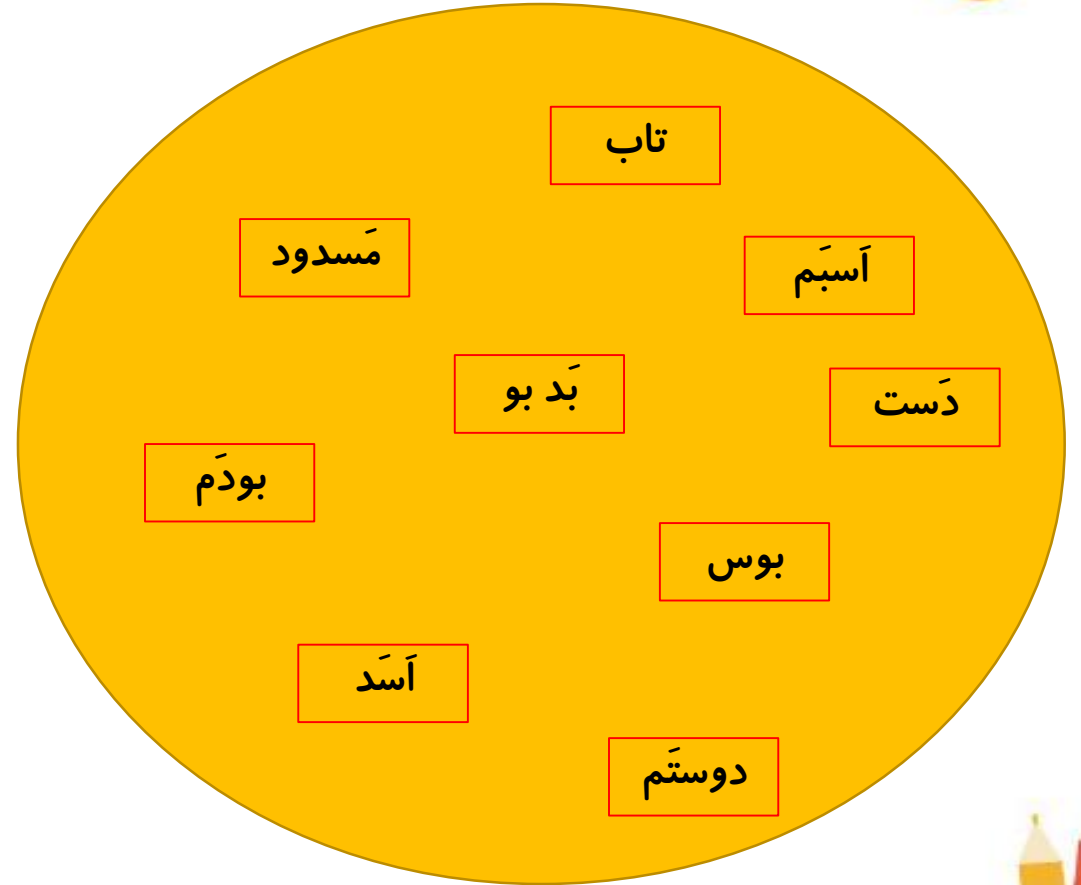 تاب
مَسدود
اَسبَم
بَد بو
دَست
بودَم
بوس
اَسَد
دوستَم